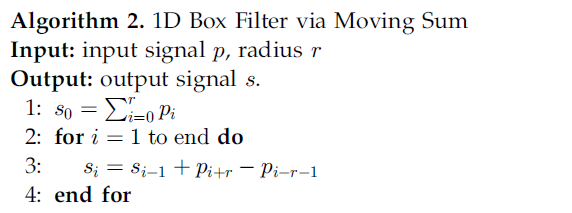 Algorithm 2. 1D Box Filter via Moving Sum
Input: input signal p, radius r
Output: output signal s.
1: s_0 = ∑_{i=0}^{r} p_i
2: for i = 1 to end do
3: s_i = s_{i−1} + p_{i+r} − p_{i−r−1}
4: end for